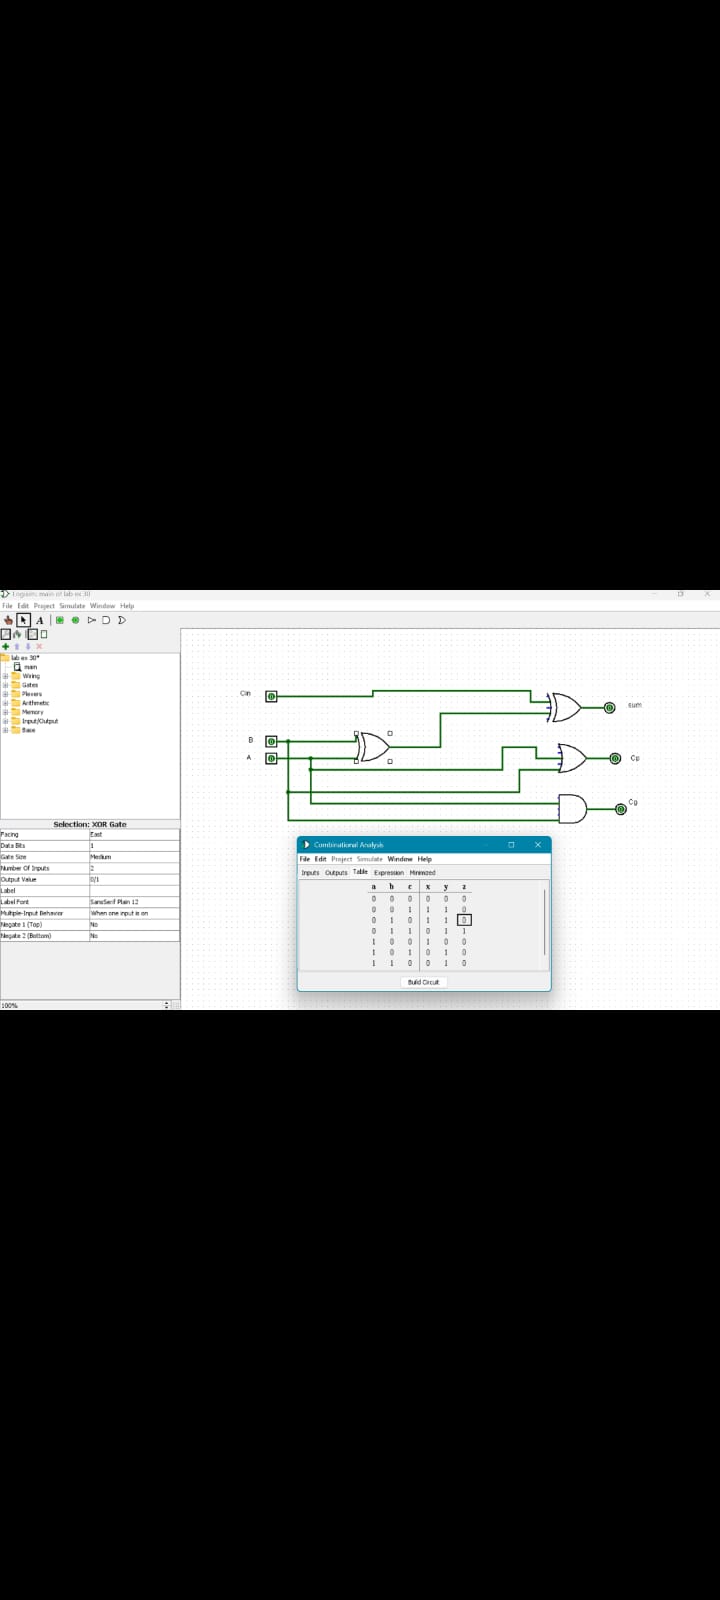 Logisim: main of lab ex 30
File Edit Project Simulate Window Help
A
lab ex 30*
main
Wiring
Gates
Plexers
Arithmetic
Memory
Input/Output
Base
Selection: XOR Gate
Facing East
Data Bits 1
Gate Size Medium
Number Of Inputs 2
Output Value 0/1
Label
Label Font SansSerif Plain 12
Multiple-Input Behavior When one input is on
Negate 1 (Top) No
Negate 2 (Bottom) No
100%
Cin
0
sum
0
B
0
A
0
Cp
0
Cg
0
Combinational Analysis
File Edit Project Simulate Window Help
Inputs Outputs Table Expression Minimized
a b c x y z
0 0 0 0 0 0
0 0 1 1 1 0
0 1 0 1 1 0
0 1 1 0 1 1
1 0 0 1 0 0
1 0 1 0 1 0
1 1 0 0 1 0
Build Circuit